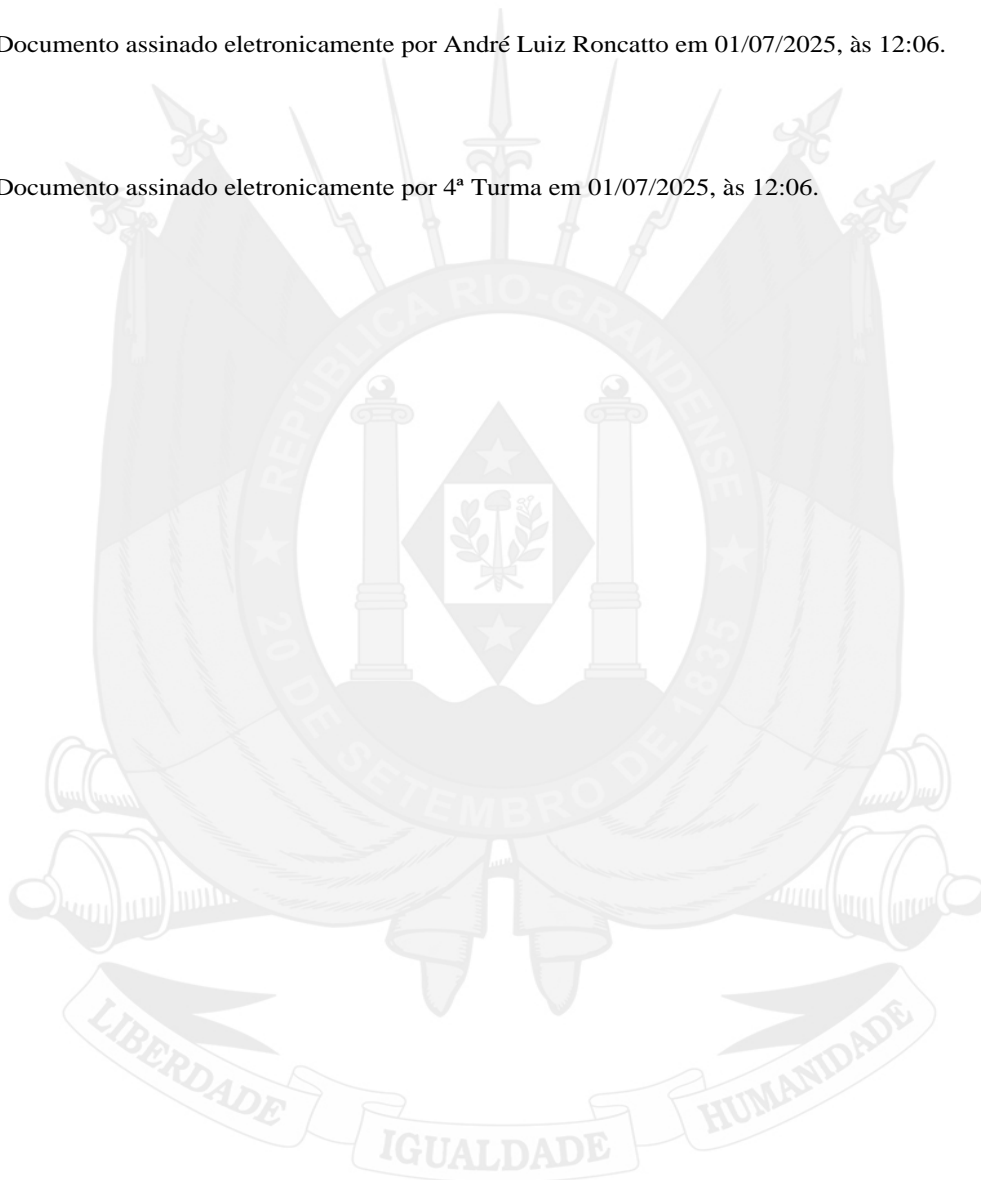 Documento assinado eletronicamente por André Luiz Roncatto em 01/07/2025, às 12:06.
Documento assinado eletronicamente por 4ª Turma em 01/07/2025, às 12:06.
REPÚBLICA RIO-GRANDENSE
★ 20 DE SETEMBRO DE 1835 ★
LIBERDADE
IGUALDADE
HUMANIDADE